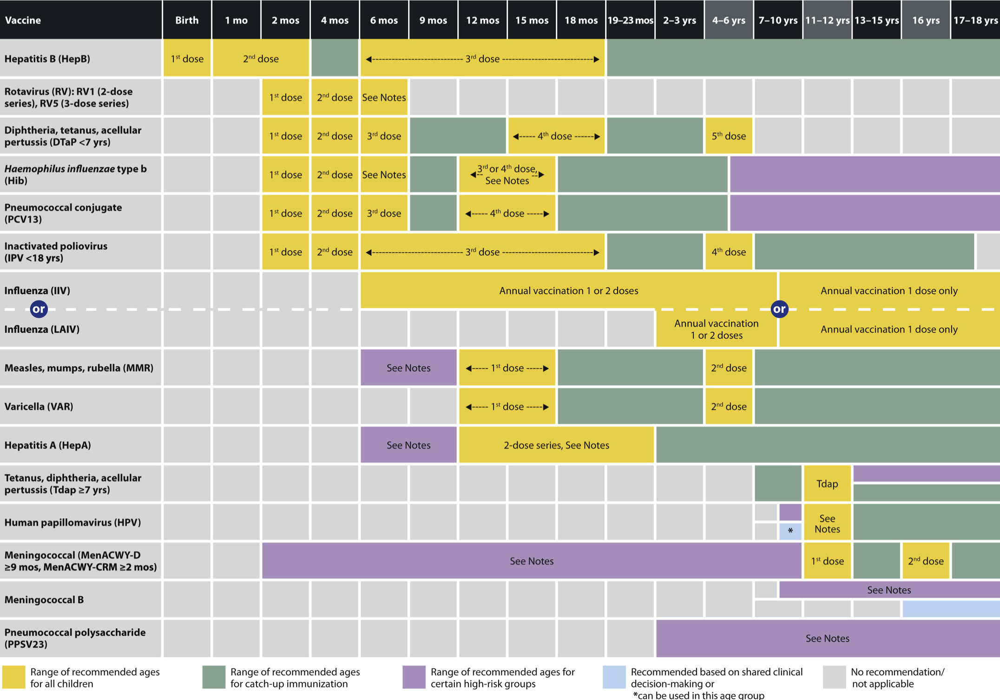 Vaccine Birth 1 mo 2 mos 4 mos 6 mos 9 mos 12 mos 15 mos 18 mos 19–23 mos 2–3 yrs 4–6 yrs 7–10 yrs 11–12 yrs 13–15 yrs 16 yrs 17–18 yrs
Hepatitis B (HepB) 1st dose 2nd dose 3rd dose
Rotavirus (RV): RV1 (2-dose
series), RV5 (3-dose series)
1st dose 2nd dose See Notes
Diphtheria, tetanus, acellular
pertussis (DTaP <7 yrs)
1st dose 2nd dose 3rd dose 4th dose 5th dose
Haemophilus influenzae type b
(Hib)
1st dose 2nd dose See Notes
3rd or 4th dose,
See Notes
Pneumococcal conjugate
(PCV13)
1st dose 2nd dose 3rd dose 4th dose
Inactivated poliovirus
(IPV <18 yrs)
1st dose 2nd dose 3rd dose 4th dose
Influenza (IIV) Annual vaccination 1 or 2 doses Annual vaccination 1 dose only
or or
Influenza (LAIV)
Annual vaccination
1 or 2 doses
Annual vaccination 1 dose only
Measles, mumps, rubella (MMR) See Notes 1st dose 2nd dose
Varicella (VAR) 1st dose 2nd dose
Hepatitis A (HepA) See Notes 2-dose series, See Notes
Tetanus, diphtheria, acellular
pertussis (Tdap ≥7 yrs)
Tdap
Human papillomavirus (HPV)
*
See
Notes
Meningococcal (MenACWY-D
≥9 mos, MenACWY-CRM ≥2 mos)
See Notes 1st dose 2nd dose
Meningococcal B See Notes
Pneumococcal polysaccharide
(PPSV23)
See Notes
Range of recommended ages
for all children
Range of recommended ages
for catch-up immunization
Range of recommended ages for
certain high-risk groups
Recommended based on shared clinical
decision-making or
*can be used in this age group
No recommendation/
not applicable